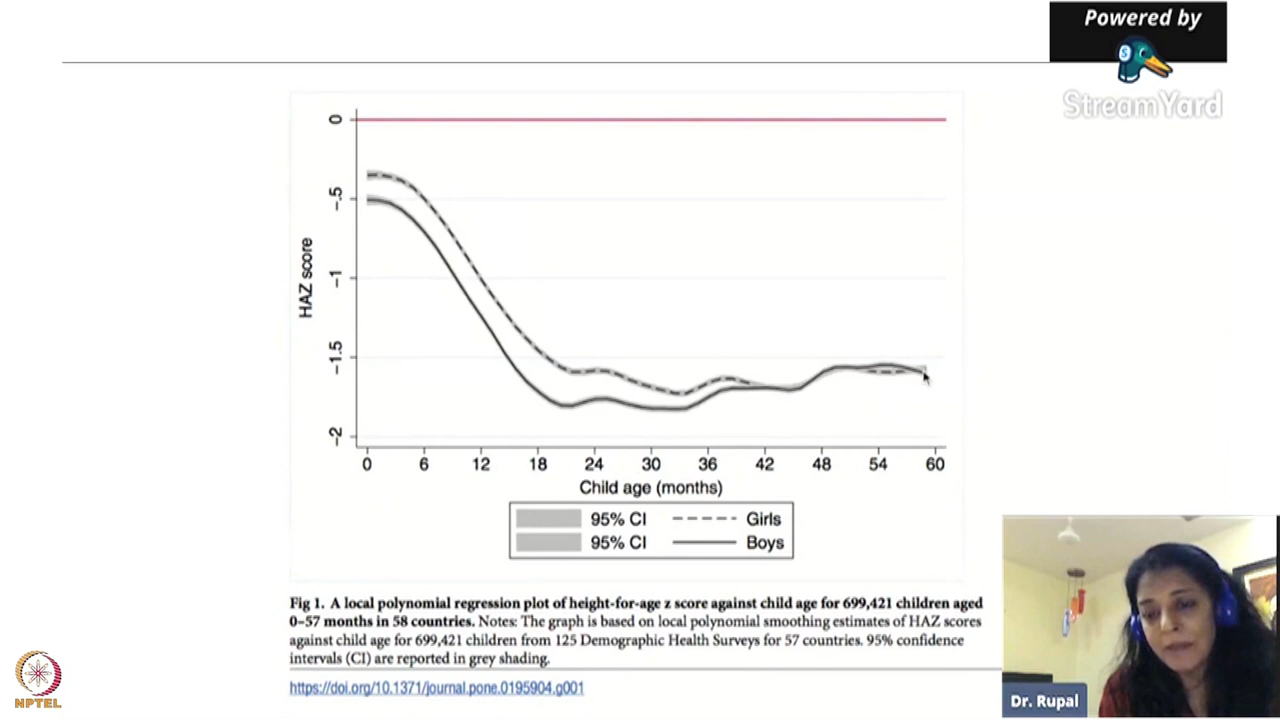 Powered by
S
StreamYard
0
-.5
-1
-1.5
-2
HAZ score
0 6 12 18 24 30 36 42 48 54 60
Child age (months)
95% CI Girls
95% CI Boys
Fig 1. A local polynomial regression plot of height-for-age z score against child age for 699,421 children aged
0–57 months in 58 countries. Notes: The graph is based on local polynomial smoothing estimates of HAZ scores
against child age for 699,421 children from 125 Demographic Health Surveys for 57 countries. 95% confidence
intervals (CI) are reported in grey shading.
https://doi.org/10.1371/journal.pone.0195904.g001
NPTEL
Dr. Rupal